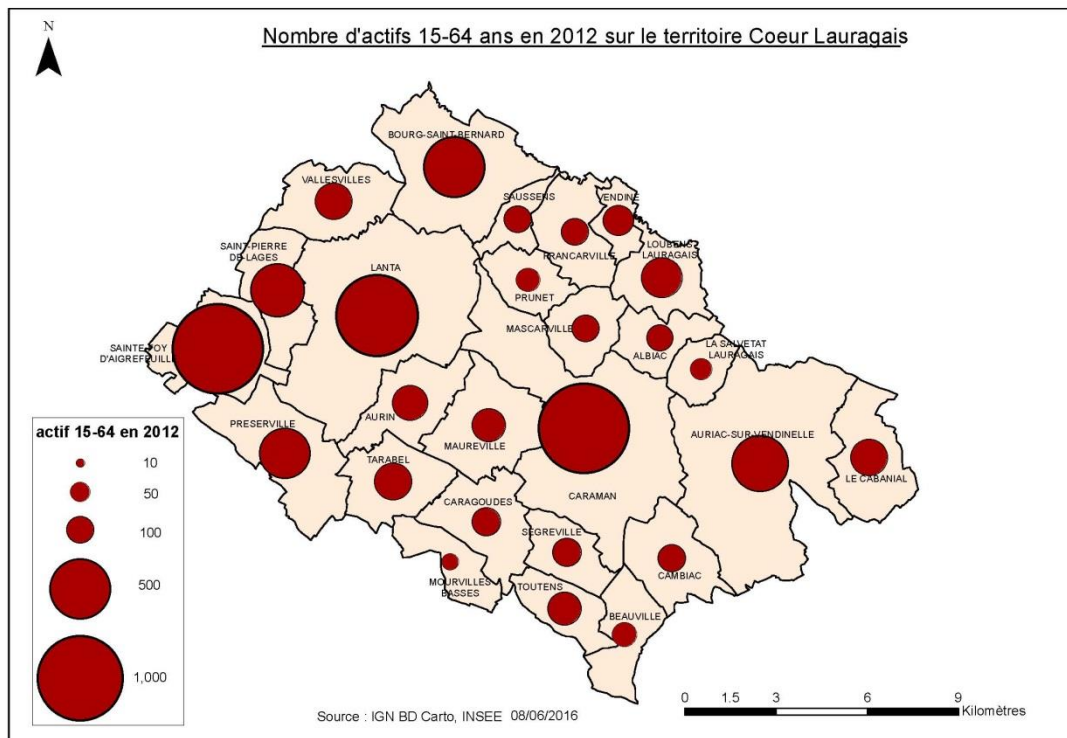 Nombre d'actifs 15-64 ans en 2012 sur le territoire Coeur Lauragais
N
BOURG-SAINT-BERNARD
VALLESVILLES
SAUSSENS
VENDINE
FRANCARVILLE
SAINT-PIERRE
DE-LAGES
LOUBENS
LAURAGAIS
LANTA
PRUNET
MASCARVILLE
ALBIAC
LA SALVETAT
LAURAGAIS
SAINTE-FOY
D'AIGREFEUILLE
PRESERVILLE
AURIN
MAUREVILLE
AURIAC-SUR-VENDINELLE
TARABEL
LE CABANIAL
CARAGOUDES
CARAMAN
SEGREVILLE
CAMBIAC
MOURVILLES
BASSES
TOUTENS
BEAUVILLE
actif 15-64 en 2012
10
50
100
500
1,000
0 1.5 3 6 9
Kilomètres
Source : IGN BD Carto, INSEE 08/06/2016